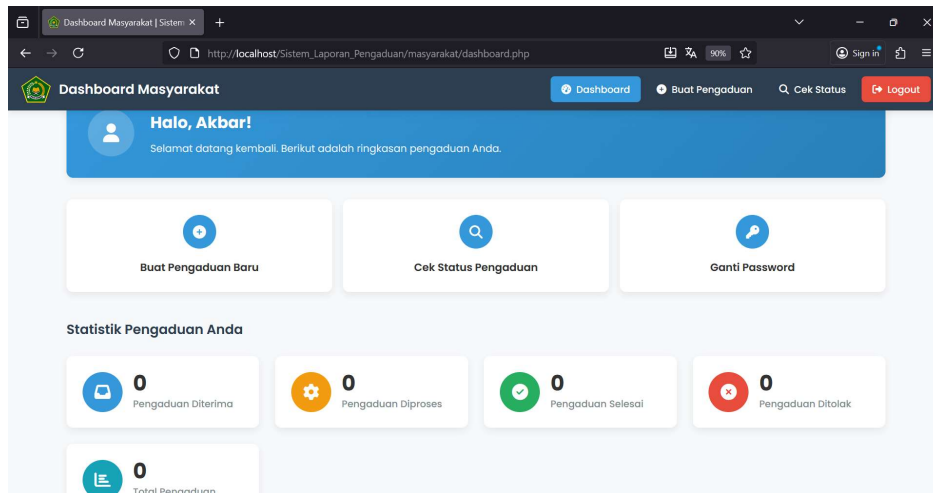 Dashboard Masyarakat | Sistem
http://localhost/Sistem_Laporan_Pengaduan/masyarakat/dashboard.php
90%
Sign in
Dashboard Masyarakat
Dashboard
Buat Pengaduan
Cek Status
Logout
Halo, Akbar!
Selamat datang kembali. Berikut adalah ringkasan pengaduan Anda.
Buat Pengaduan Baru
Cek Status Pengaduan
Ganti Password
Statistik Pengaduan Anda
0
Pengaduan Diterima
0
Pengaduan Diproses
0
Pengaduan Selesai
0
Pengaduan Ditolak
0
Total Pengaduan